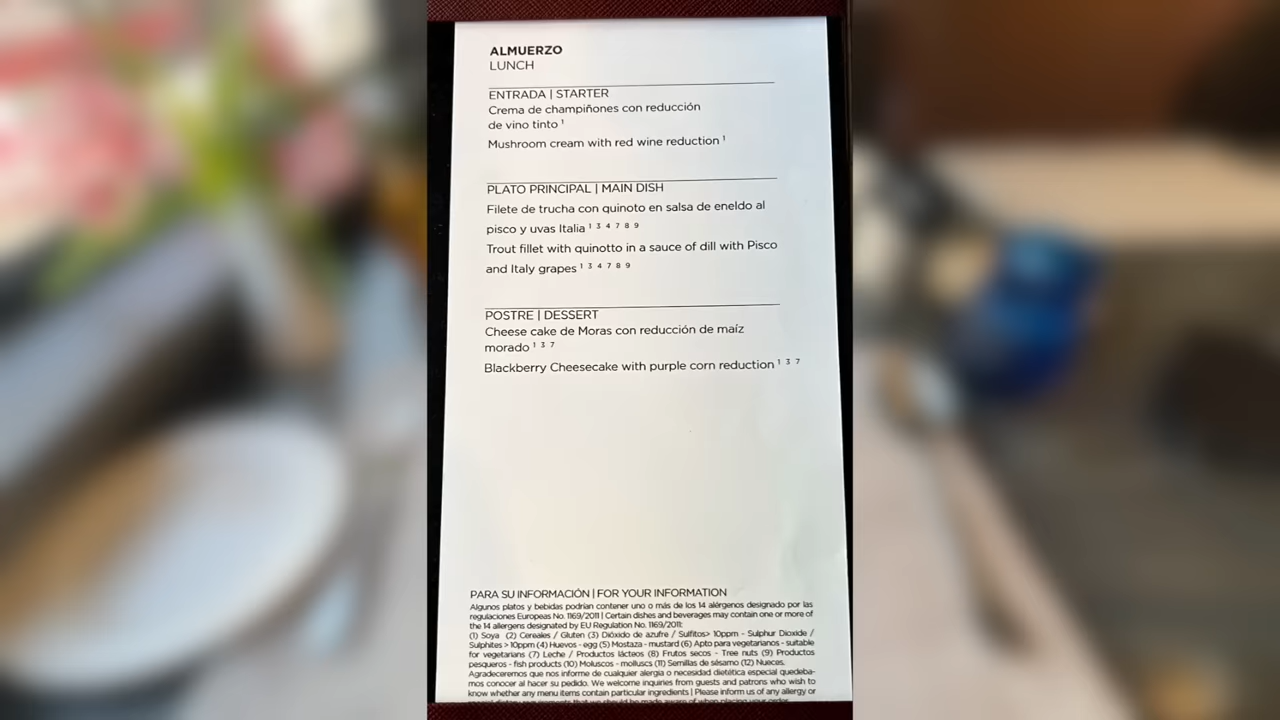 ALMUERZO
LUNCH
ENTRADA | STARTER
Crema de champiñones con reducción
de vino tinto ¹
Mushroom cream with red wine reduction ¹
PLATO PRINCIPAL | MAIN DISH
Filete de trucha con quinoto en salsa de eneldo al
pisco y uvas Italia ¹ ³ ⁴ ⁷ ⁸ ⁹
Trout fillet with quinotto in a sauce of dill with Pisco
and Italy grapes ¹ ³ ⁴ ⁷ ⁸ ⁹
POSTRE | DESSERT
Cheese cake de Moras con reducción de maíz
morado ¹ ³ ⁷
Blackberry Cheesecake with purple corn reduction ¹ ³ ⁷
PARA SU INFORMACIÓN | FOR YOUR INFORMATION
Algunos platos y bebidas podrían contener uno o más de los 14 alérgenos designado por las
regulaciones Europeas No. 1169/2011 | Certain dishes and beverages may contain one or more of
the 14 allergens designated by EU Regulation No. 1169/2011:
(1) Soya (2) Cereales / Gluten (3) Dióxido de azufre / Sulfitos> 10ppm - Sulphur Dioxide /
Sulphites > 10ppm (4) Huevos - egg (5) Mostaza - mustard (6) Apto para vegetarianos - suitable
for vegetarians (7) Leche / Productos lácteos (8) Frutos secos - Tree nuts (9) Productos
pesqueros - fish products (10) Moluscos - molluscs (11) Semillas de sésamo (12) Nueces.
Agradeceremos que nos informe de cualquier alergia o necesidad dietética especial quedeba-
mos conocer al hacer su pedido. We welcome inquiries from guests and patrons who wish to
know whether any menu items contain particular ingredients | Please inform us of any allergy or
that we should be made aware of when placing your order.